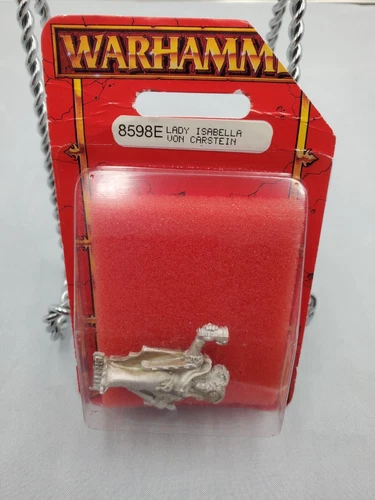 WARHAMM
8598E LADY ISABELLA
VON CARSTEIN